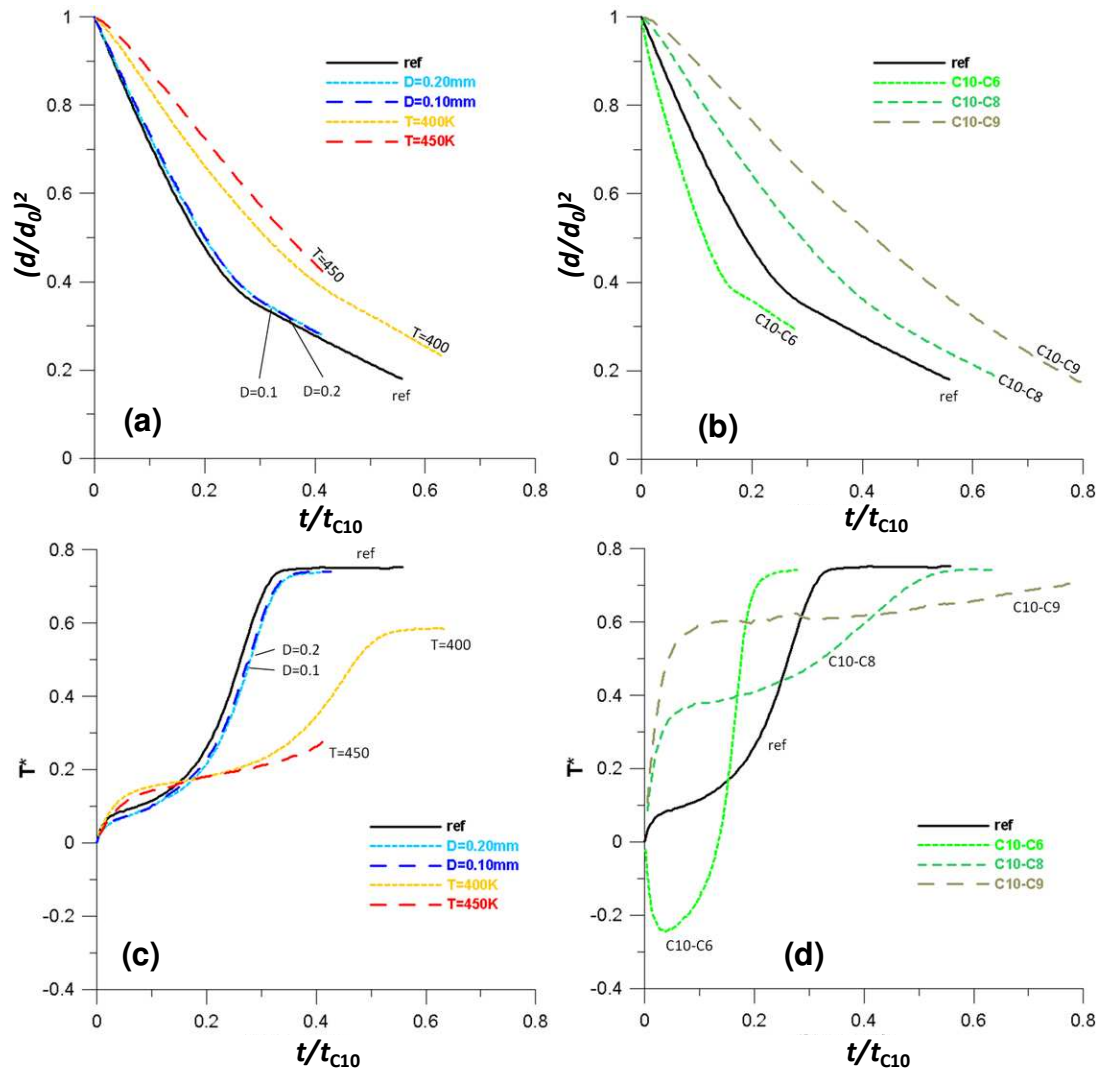 1
0.8
0.6
0.4
0.2
0
(d/d₀)²
ref
D=0.20mm
D=0.10mm
T=400K
T=450K
T=450
T=400
D=0.1
D=0.2
ref
(a)
0 0.2 0.4 0.6 0.8
t/tC10
1
0.8
0.6
0.4
0.2
0
(d/d₀)²
ref
C10-C6
C10-C8
C10-C9
C10-C6
C10-C9
C10-C8
ref
(b)
0 0.2 0.4 0.6 0.8
t/tC10
0.8
0.6
0.4
0.2
0
-0.2
-0.4
T*
ref
D=0.2
D=0.1
T=400
T=450
ref
D=0.20mm
D=0.10mm
T=400K
T=450K
(c)
0 0.2 0.4 0.6 0.8
t/tC10
0.8
0.6
0.4
0.2
0
-0.2
-0.4
T*
C10-C9
C10-C8
ref
ref
C10-C6
C10-C8
C10-C9
C10-C6
(d)
0 0.2 0.4 0.6 0.8
t/tC10